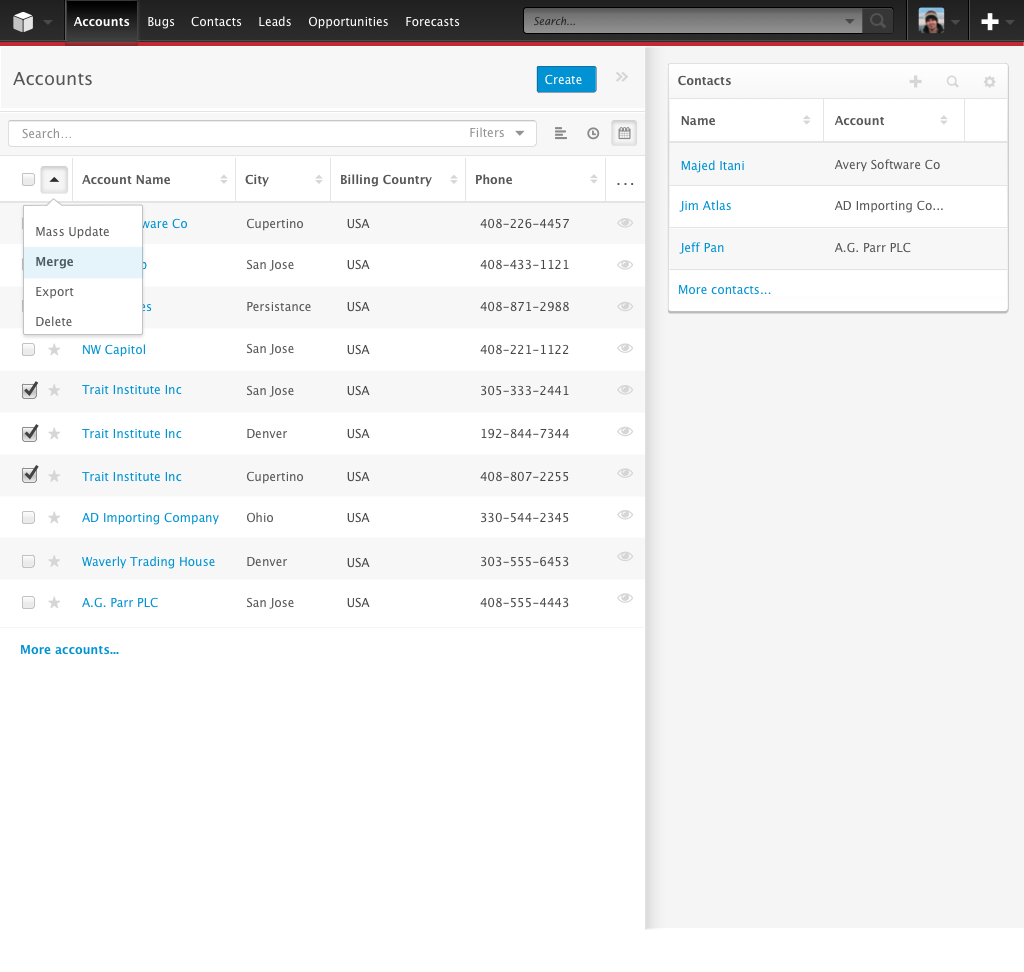 Accounts Bugs Contacts Leads Opportunities Forecasts Search...
Accounts Create
Search... Filters
Account Name City Billing Country Phone ...
ware Co Cupertino USA 408-226-4457
San Jose USA 408-433-1121
es Persistance USA 408-871-2988
Mass Update
Merge
Export
Delete
NW Capitol San Jose USA 408-221-1122
Trait Institute Inc San Jose USA 305-333-2441
Trait Institute Inc Denver USA 192-844-7344
Trait Institute Inc Cupertino USA 408-807-2255
AD Importing Company Ohio USA 330-544-2345
Waverly Trading House Denver USA 303-555-6453
A.G. Parr PLC San Jose USA 408-555-4443
More accounts...
Contacts
Name Account
Majed Itani Avery Software Co
Jim Atlas AD Importing Co...
Jeff Pan A.G. Parr PLC
More contacts...